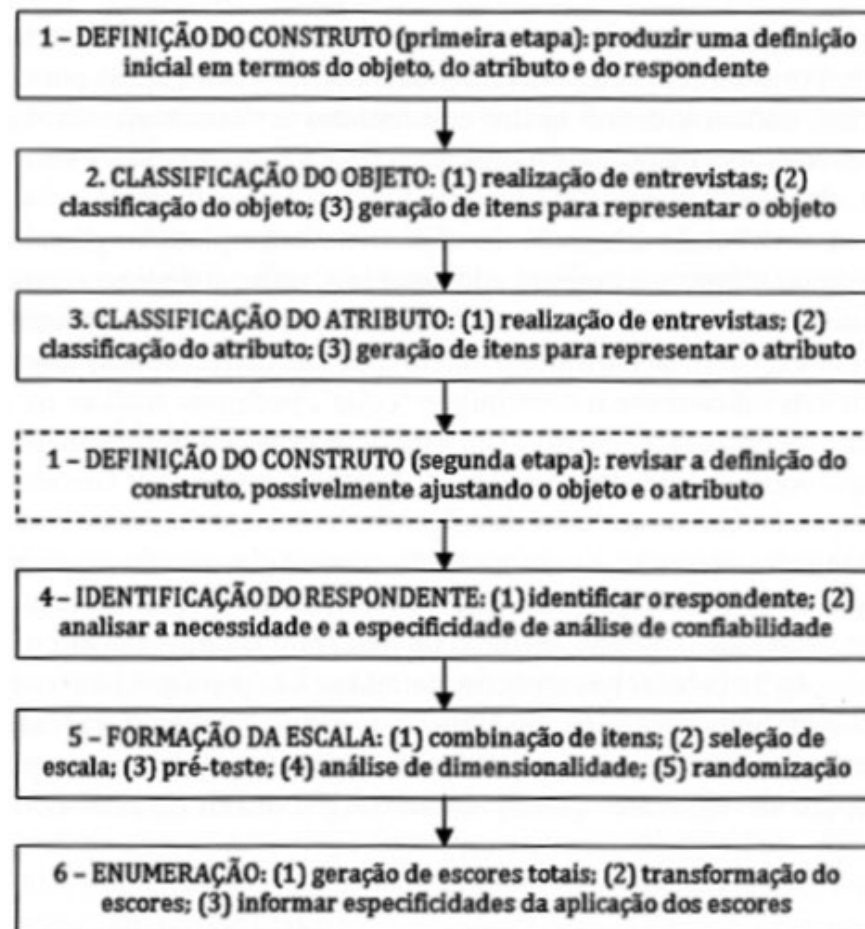 1 – DEFINIÇÃO DO CONSTRUTO (primeira etapa): produzir uma definição
inicial em termos do objeto, do atributo e do respondente
2. CLASSIFICAÇÃO DO OBJETO: (1) realização de entrevistas; (2)
classificação do objeto; (3) geração de itens para representar o objeto
3. CLASSIFICAÇÃO DO ATRIBUTO: (1) realização de entrevistas; (2)
classificação do atributo; (3) geração de itens para representar o atributo
1 – DEFINIÇÃO DO CONSTRUTO (segunda etapa): revisar a definição do
construto, possivelmente ajustando o objeto e o atributo
4 – IDENTIFICAÇÃO DO RESPONDENTE: (1) identificar o respondente; (2)
analisar a necessidade e a especificidade de análise de confiabilidade
5 – FORMAÇÃO DA ESCALA: (1) combinação de itens; (2) seleção de
escala; (3) pré-teste; (4) análise de dimensionalidade; (5) randomização
6 – ENUMERAÇÃO: (1) geração de escores totais; (2) transformação do
escores; (3) informar especificidades da aplicação dos escores